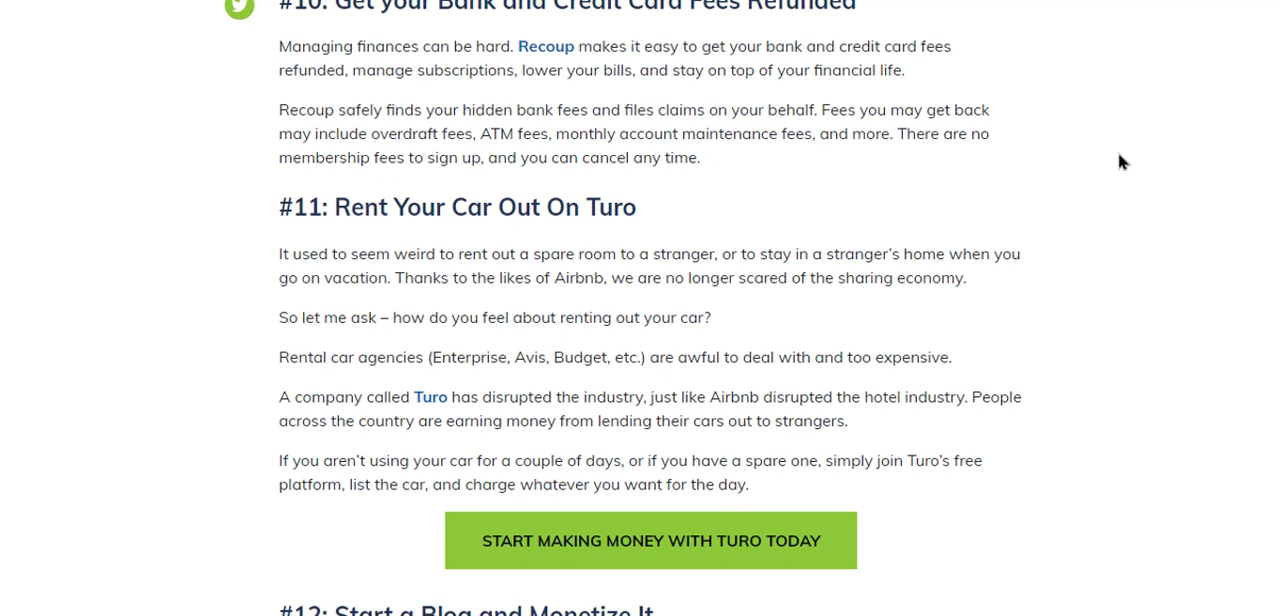 #10: Get your Bank and Credit Card Fees Refunded
Managing finances can be hard. Recoup makes it easy to get your bank and credit card fees
refunded, manage subscriptions, lower your bills, and stay on top of your financial life.
Recoup safely finds your hidden bank fees and files claims on your behalf. Fees you may get back
may include overdraft fees, ATM fees, monthly account maintenance fees, and more. There are no
membership fees to sign up, and you can cancel any time.
#11: Rent Your Car Out On Turo
It used to seem weird to rent out a spare room to a stranger, or to stay in a stranger’s home when you
go on vacation. Thanks to the likes of Airbnb, we are no longer scared of the sharing economy.
So let me ask – how do you feel about renting out your car?
Rental car agencies (Enterprise, Avis, Budget, etc.) are awful to deal with and too expensive.
A company called Turo has disrupted the industry, just like Airbnb disrupted the hotel industry. People
across the country are earning money from lending their cars out to strangers.
If you aren’t using your car for a couple of days, or if you have a spare one, simply join Turo’s free
platform, list the car, and charge whatever you want for the day.
START MAKING MONEY WITH TURO TODAY
#12: Start a Blog and Monetize It